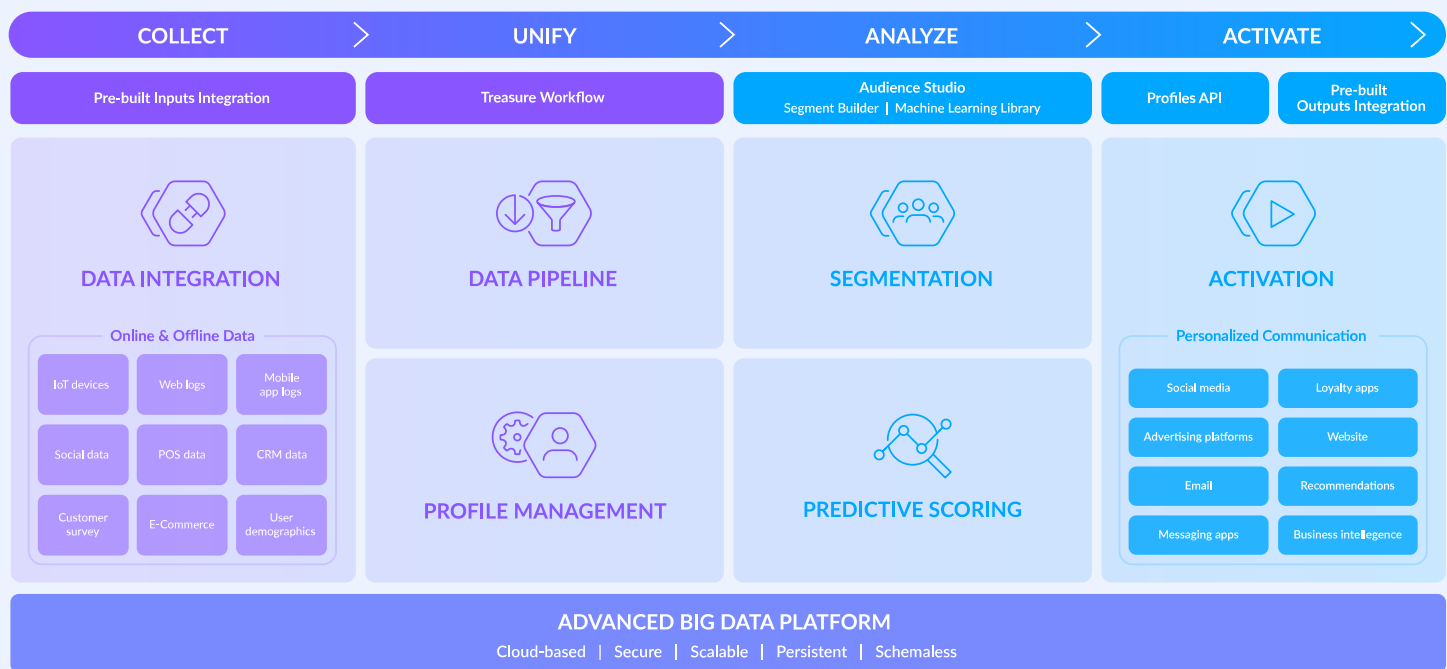 COLLECT
UNIFY
ANALYZE
ACTIVATE
Pre-built Inputs Integration
Treasure Workflow
Audience Studio
Segment Builder | Machine Learning Library
Profiles API
Pre-built
Outputs Integration
DATA INTEGRATION
Online & Offline Data
IoT devices
Web logs
Mobile
app logs
Social data
POS data
CRM data
Customer
survey
E-Commerce
User
demographics
DATA PIPELINE
PROFILE MANAGEMENT
SEGMENTATION
PREDICTIVE SCORING
ACTIVATION
Personalized Communication
Social media
Loyalty apps
Advertising platforms
Website
Email
Recommendations
Messaging apps
Business intellegence
ADVANCED BIG DATA PLATFORM
Cloud-based | Secure | Scalable | Persistent | Schemaless